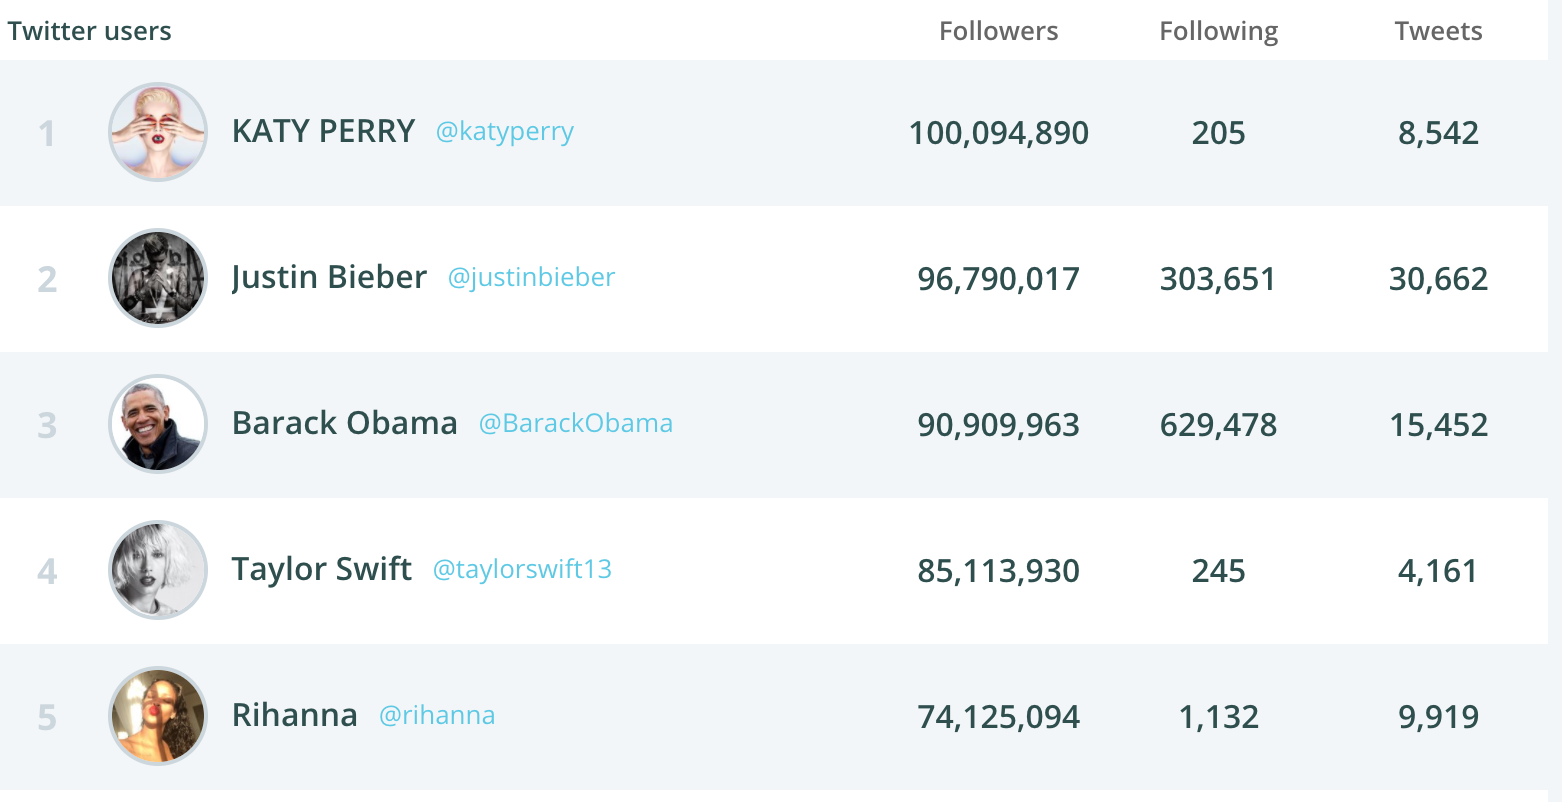 Twitter users Followers Following Tweets
1 KATY PERRY @katyperry 100,094,890 205 8,542
2 Justin Bieber @justinbieber 96,790,017 303,651 30,662
3 Barack Obama @BarackObama 90,909,963 629,478 15,452
4 Taylor Swift @taylorswift13 85,113,930 245 4,161
5 Rihanna @rihanna 74,125,094 1,132 9,919